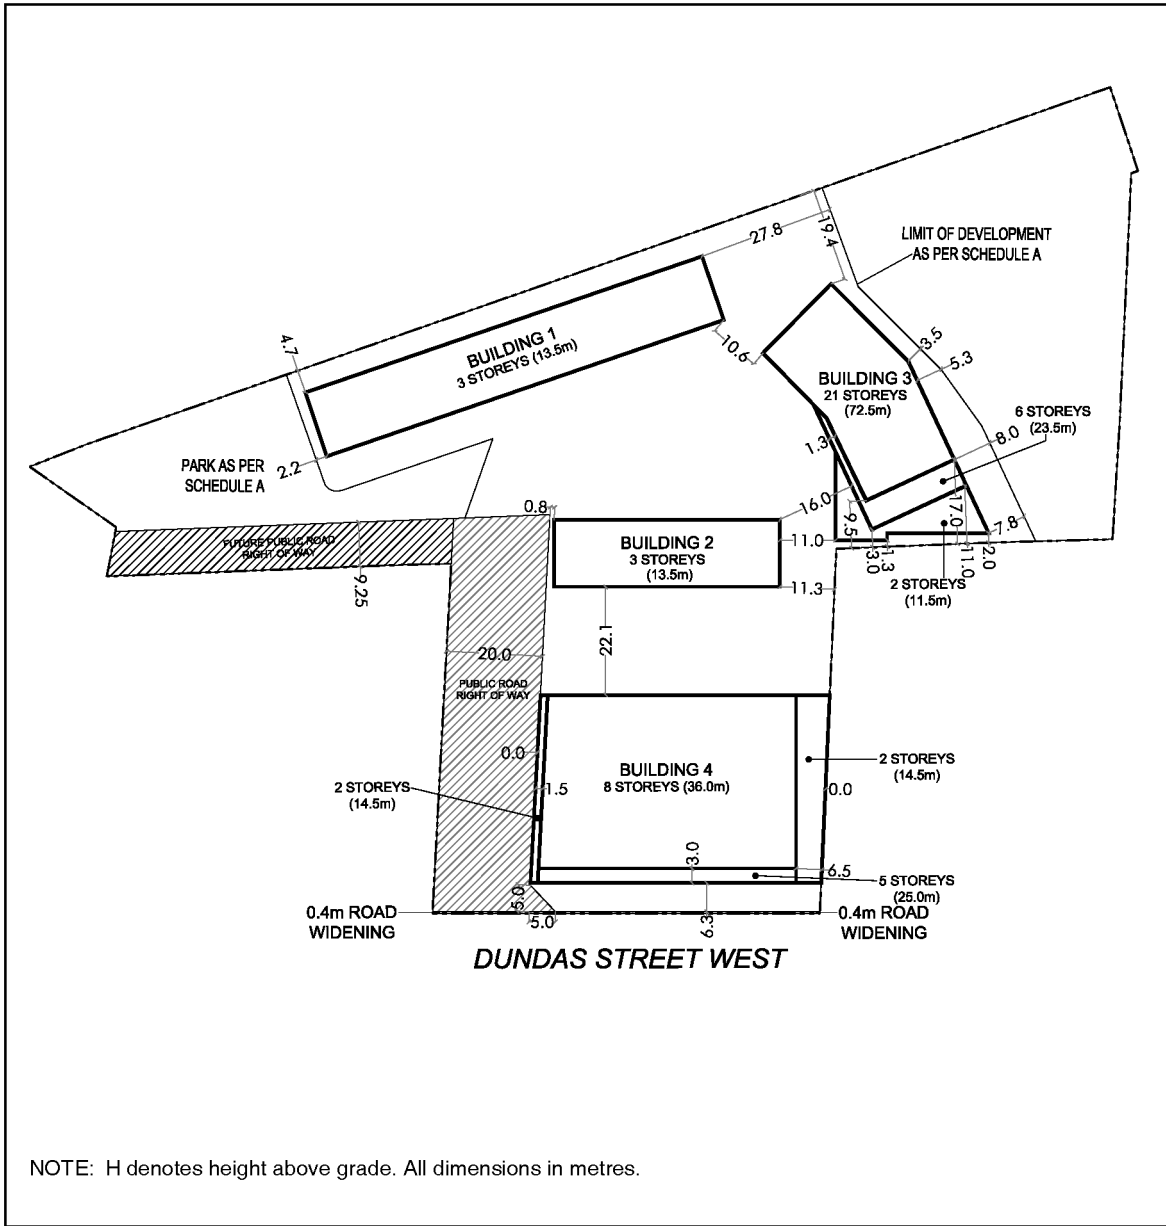 27.8
19.4
LIMIT OF DEVELOPMENT
AS PER SCHEDULE A
4.7
BUILDING 1
3 STOREYS (13.5m)
10.6
3.5
5.3
BUILDING 3
21 STOREYS
(72.5m)
6 STOREYS
(23.5m)
8.0
1.3
PARK AS PER
SCHEDULE A
2.2
16.0
17.0
7.8
0.8
9.5
11.0
3.0
1.3
11.0
2.0
FUTURE PUBLIC ROAD
RIGHT OF WAY
9.25
BUILDING 2
3 STOREYS
(13.5m)
11.3
2 STOREYS
(11.5m)
22.1
20.0
PUBLIC ROAD
RIGHT OF WAY
0.0
BUILDING 4
8 STOREYS (36.0m)
2 STOREYS
(14.5m)
2 STOREYS
(14.5m)
1.5
0.0
3.0
6.5
5 STOREYS
(25.0m)
5.0
5.0
6.3
0.4m ROAD
WIDENING
0.4m ROAD
WIDENING
DUNDAS STREET WEST
NOTE: H denotes height above grade. All dimensions in metres.